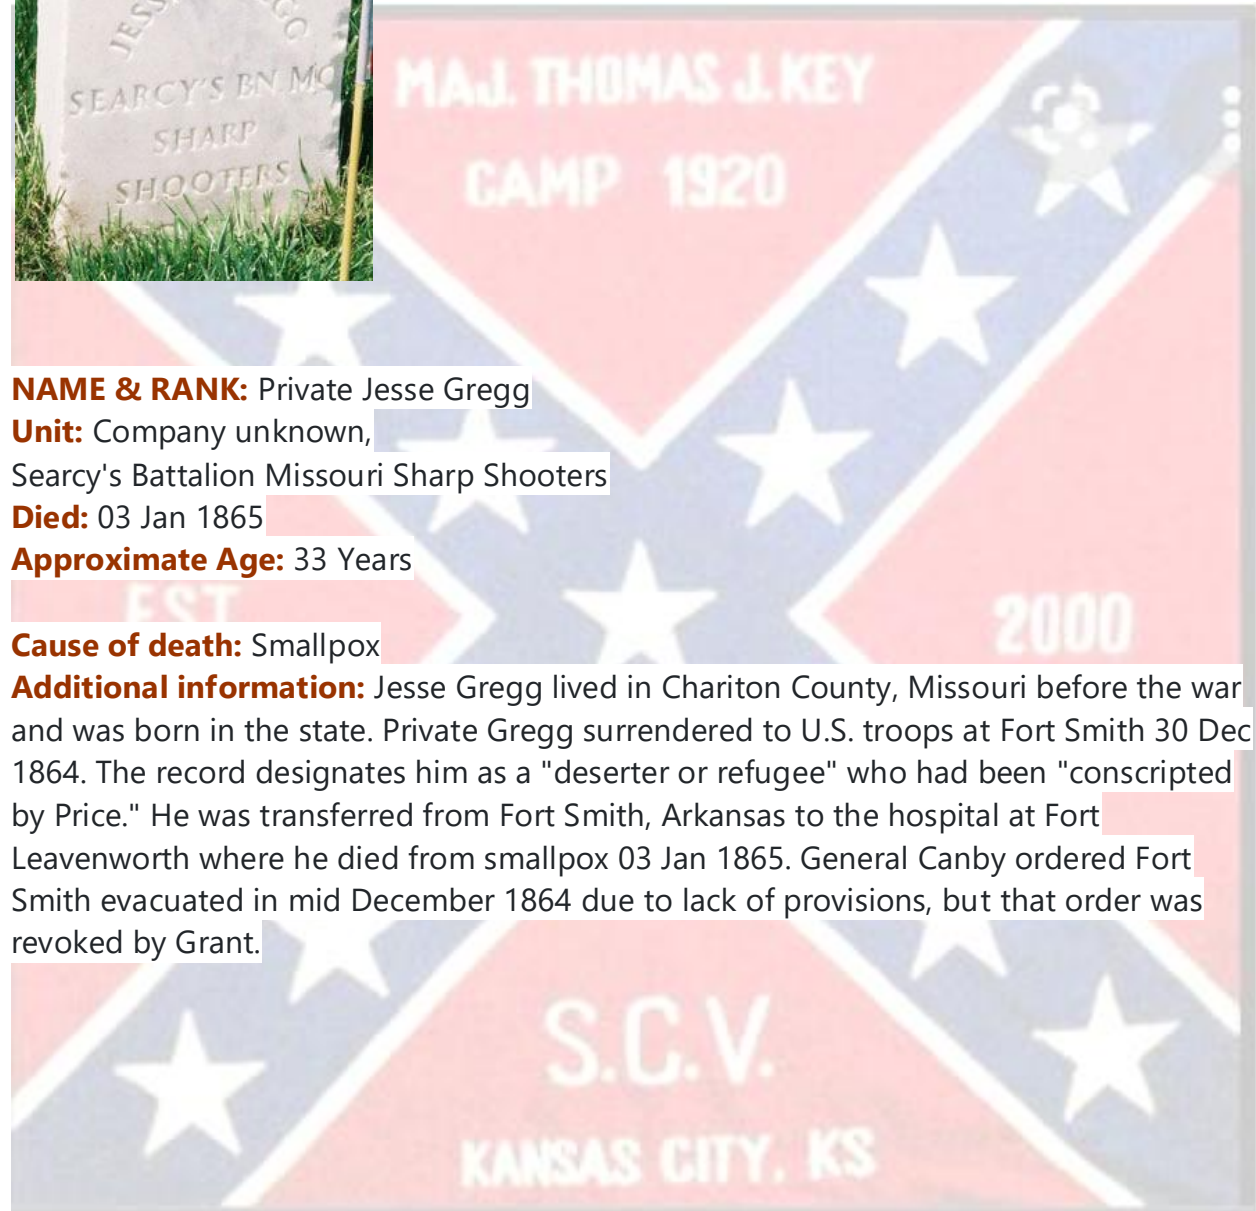 SEARCY'S BN MO
SHARP
SHOOTERS
MAJ. THOMAS J. KEY
CAMP 1920
NAME & RANK: Private Jesse Gregg
Unit: Company unknown,
Searcy's Battalion Missouri Sharp Shooters
Died: 03 Jan 1865
Approximate Age: 33 Years
EST
2000
Cause of death: Smallpox
Additional information: Jesse Gregg lived in Chariton County, Missouri before the war
and was born in the state. Private Gregg surrendered to U.S. troops at Fort Smith 30 Dec
1864. The record designates him as a "deserter or refugee" who had been "conscripted
by Price." He was transferred from Fort Smith, Arkansas to the hospital at Fort
Leavenworth where he died from smallpox 03 Jan 1865. General Canby ordered Fort
Smith evacuated in mid December 1864 due to lack of provisions, but that order was
revoked by Grant.
S.C.V.
KANSAS CITY, KS